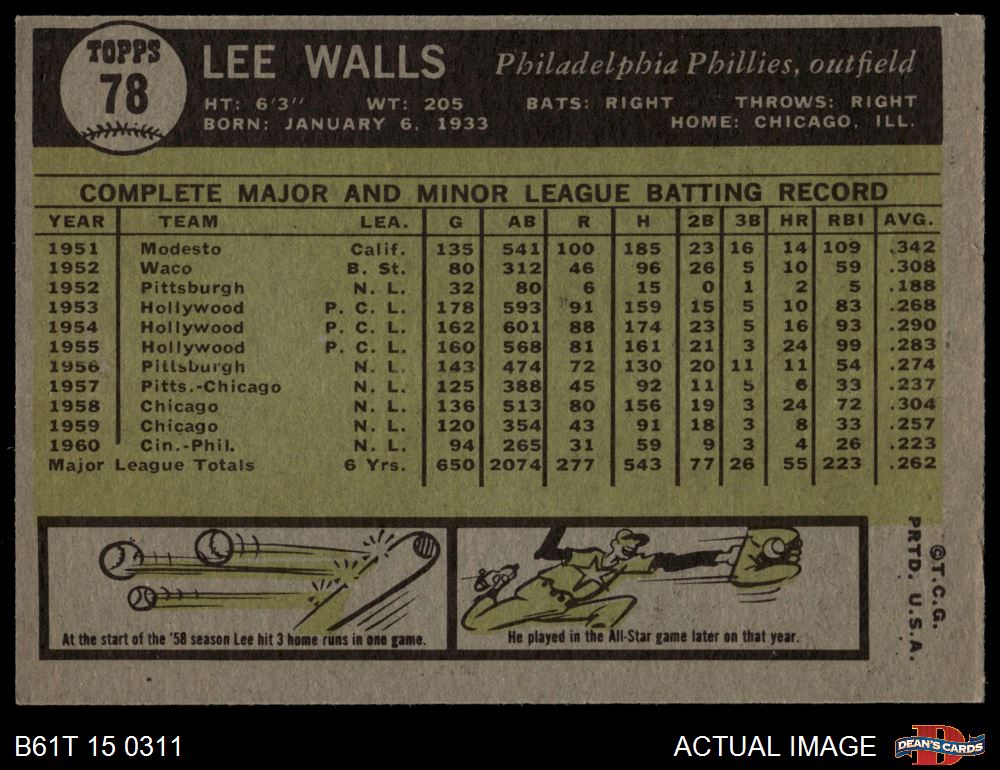 TOPPS
78
LEE WALLS Philadelphia Phillies, outfield
HT: 6'3" WT: 205 BATS: RIGHT THROWS: RIGHT
BORN: JANUARY 6, 1933 HOME: CHICAGO, ILL.
COMPLETE MAJOR AND MINOR LEAGUE BATTING RECORD
YEAR TEAM LEA. G AB R H 2B 3B HR RBI AVG.
1951 Modesto Calif. 135 541 100 185 23 16 14 109 .342
1952 Waco B. St. 80 312 46 96 26 5 10 59 .308
1952 Pittsburgh N. L. 32 80 6 15 0 1 2 5 .188
1953 Hollywood P. C. L. 178 593 91 159 15 5 10 83 .268
1954 Hollywood P. C. L. 162 601 88 174 23 5 16 93 .290
1955 Hollywood P. C. L. 160 568 81 161 21 3 24 99 .283
1956 Pittsburgh N. L. 143 474 72 130 20 11 11 54 .274
1957 Pitts.-Chicago N. L. 125 388 45 92 11 5 6 33 .237
1958 Chicago N. L. 136 513 80 156 19 3 24 72 .304
1959 Chicago N. L. 120 354 43 91 18 3 8 33 .257
1960 Cin.-Phil. N. L. 94 265 31 59 9 3 4 26 .223
Major League Totals 6 Yrs. 650 2074 277 543 77 26 55 223 .262
At the start of the '58 season Lee hit 3 home runs in one game.
He played in the All-Star game later on that year.
©T.C.G.
PRTD. U.S.A.
B61T 15 0311
ACTUAL IMAGE
D
DEAN'S CARDS